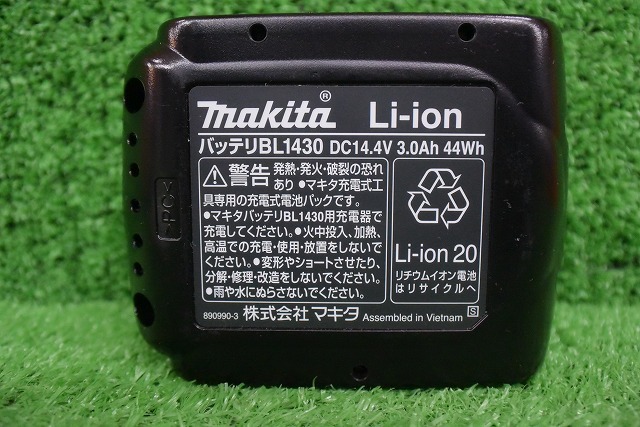 makita® Li-ion
バッテリBL1430 DC14.4V 3.0Ah 44Wh
警告 発熱・発火・破裂の恐れ
あり ●マキタ充電式工
具専用の充電式電池パックです。
●マキタバッテリBL1430用充電器で
充電してください。●火中投入、加熱、
高温での充電・使用・放置をしないで
ください。●変形やショートさせたり、
分解・修理・改造をしないでください。
●雨や水にぬらさないでください。
Li-ion 20
リチウムイオン電池
はリサイクルへ
890990-3 株式会社 マキタ Assembled in Vietnam S
>PC<